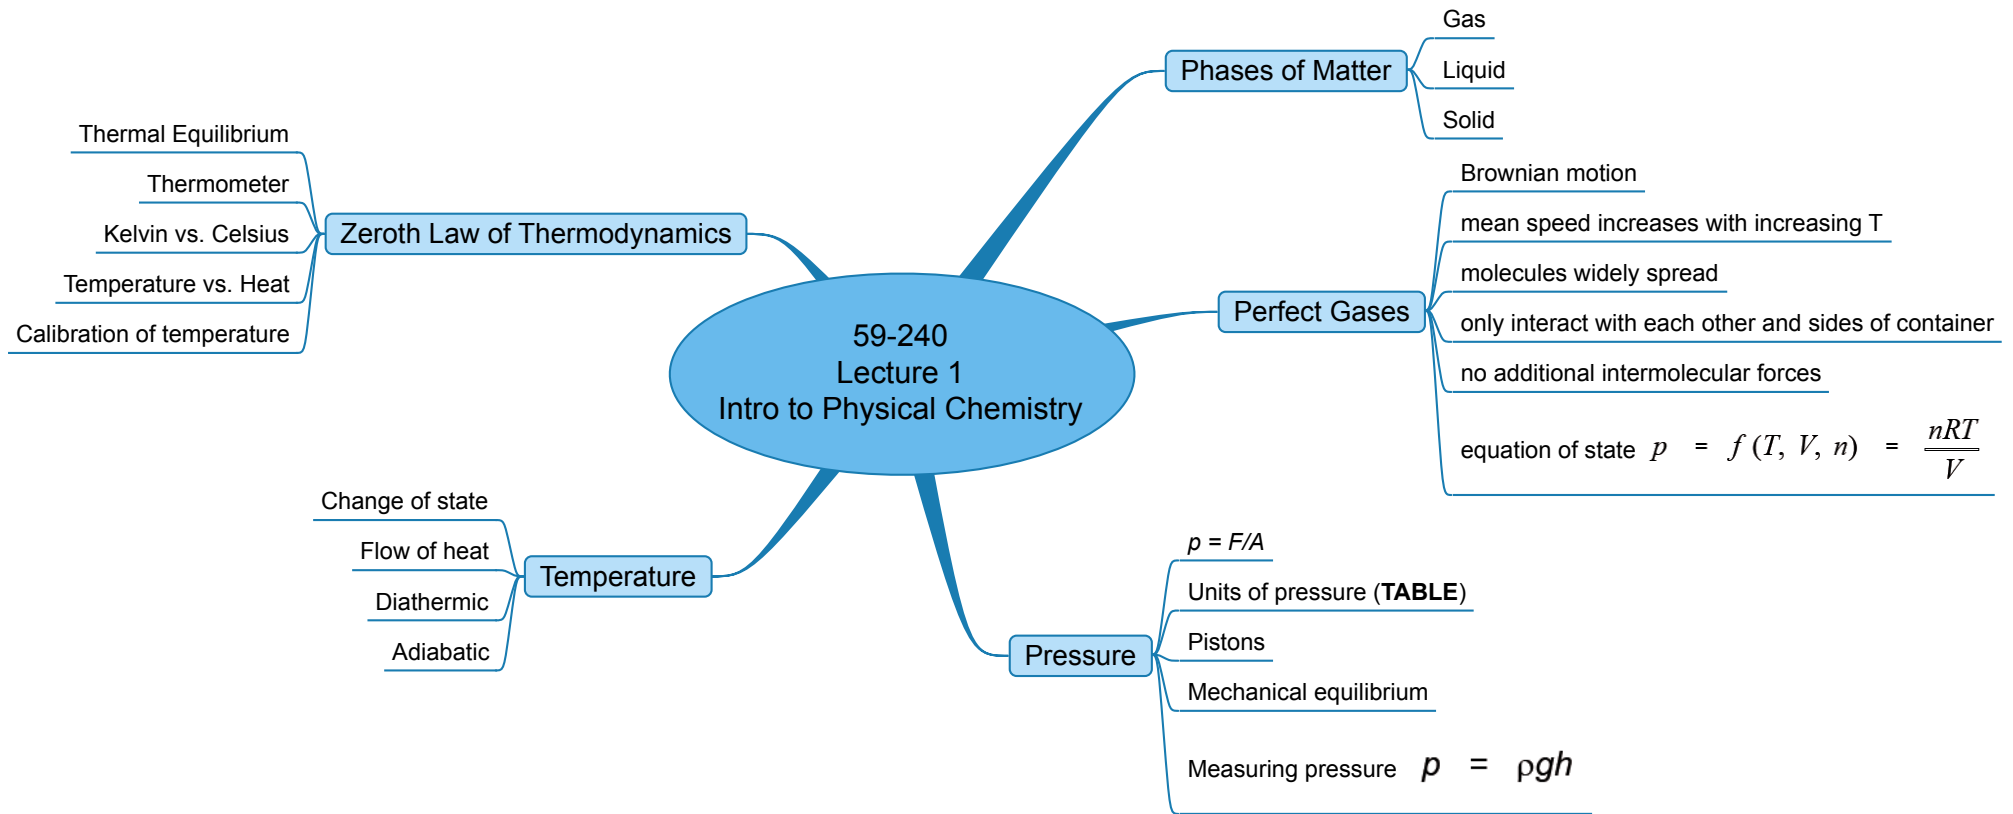 59-240
Lecture 1
Intro to Physical Chemistry
Phases of Matter
Gas
Liquid
Solid
Perfect Gases
Brownian motion
mean speed increases with increasing T
molecules widely spread
only interact with each other and sides of container
no additional intermolecular forces
equation of state p = f (T, V, n) = nRT / V
Pressure
p = F/A
Units of pressure (TABLE)
Pistons
Mechanical equilibrium
Measuring pressure p = ρgh
Temperature
Change of state
Flow of heat
Diathermic
Adiabatic
Zeroth Law of Thermodynamics
Thermal Equilibrium
Thermometer
Kelvin vs. Celsius
Temperature vs. Heat
Calibration of temperature